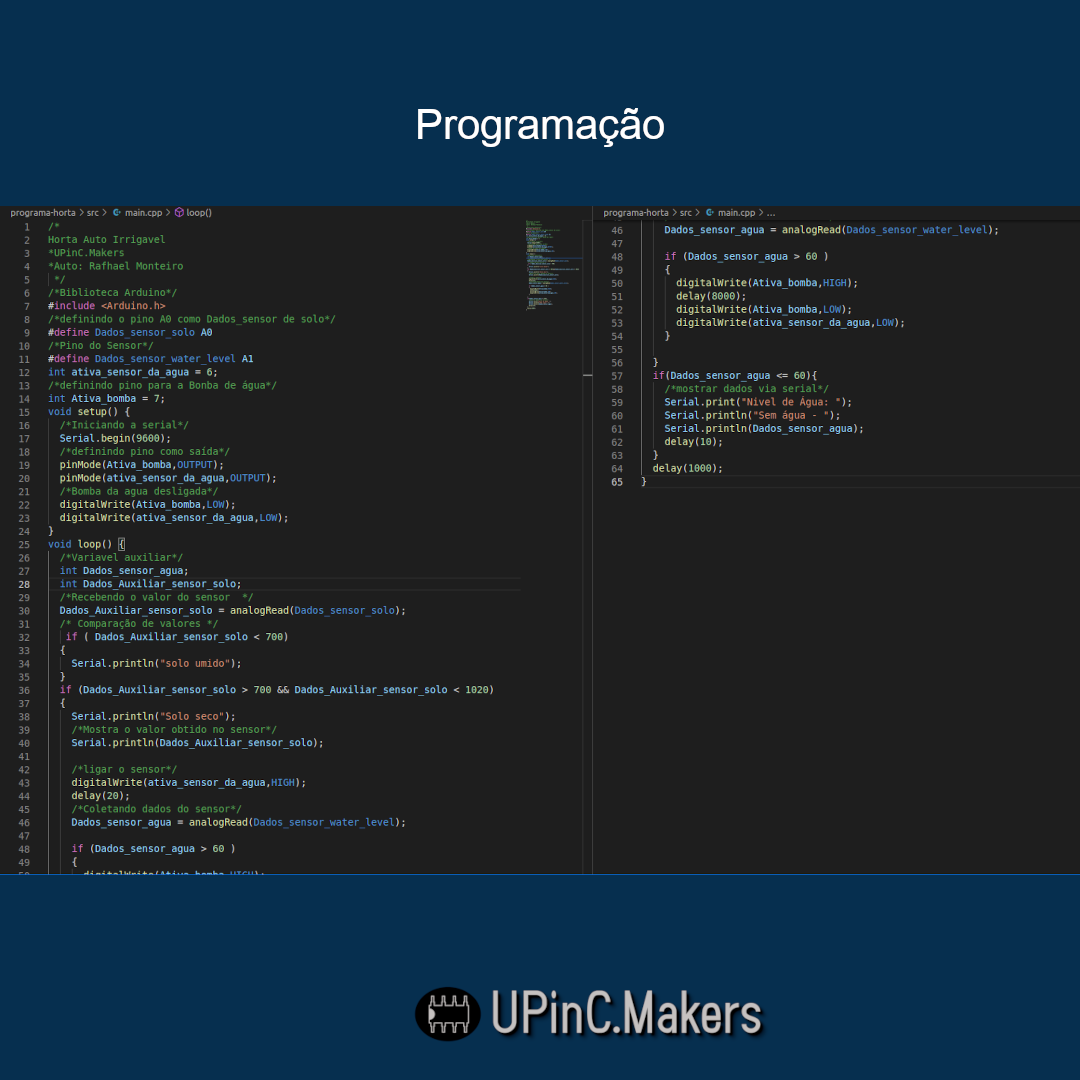 Programação
programa-horta > src > main.cpp > loop()
1 /*
2 Horta Auto Irrigavel
3 *UPinC.Makers
4 *Auto: Rafhael Monteiro
5 */
6 /*Biblioteca Arduino*/
7 #include <Arduino.h>
8 /*definindo o pino A0 como Dados_sensor de solo*/
9 #define Dados_sensor_solo A0
10 /*Pino do Sensor*/
11 #define Dados_sensor_water_level A1
12 int ativa_sensor_da_agua = 6;
13 /*definindo pino para a Bonba de água*/
14 int Ativa_bomba = 7;
15 void setup() {
16 /*Iniciando a serial*/
17 Serial.begin(9600);
18 /*definindo pino como saída*/
19 pinMode(Ativa_bomba,OUTPUT);
20 pinMode(ativa_sensor_da_agua,OUTPUT);
21 /*Bomba da agua desligada*/
22 digitalWrite(Ativa_bomba,LOW);
23 digitalWrite(ativa_sensor_da_agua,LOW);
24 }
25 void loop() {
26 /*Variavel auxiliar*/
27 int Dados_sensor_agua;
28 int Dados_Auxiliar_sensor_solo;
29 /*Recebendo o valor do sensor  */
30 Dados_Auxiliar_sensor_solo = analogRead(Dados_sensor_solo);
31 /* Comparação de valores */
32 if ( Dados_Auxiliar_sensor_solo < 700)
33 {
34 Serial.println("solo umido");
35 }
36 if (Dados_Auxiliar_sensor_solo > 700 && Dados_Auxiliar_sensor_solo < 1020)
37 {
38 Serial.println("Solo seco");
39 /*Mostra o valor obtido no sensor*/
40 Serial.println(Dados_Auxiliar_sensor_solo);
41
42 /*ligar o sensor*/
43 digitalWrite(ativa_sensor_da_agua,HIGH);
44 delay(20);
45 /*Coletando dados do sensor*/
46 Dados_sensor_agua = analogRead(Dados_sensor_water_level);
47
48 if (Dados_sensor_agua > 60 )
49 {
50 digitalWrite(Ativa_bomba,HIGH);
programa-horta > src > main.cpp > ...
46 Dados_sensor_agua = analogRead(Dados_sensor_water_level);
47
48 if (Dados_sensor_agua > 60 )
49 {
50 digitalWrite(Ativa_bomba,HIGH);
51 delay(8000);
52 digitalWrite(Ativa_bomba,LOW);
53 digitalWrite(ativa_sensor_da_agua,LOW);
54 }
55
56 }
57 if(Dados_sensor_agua <= 60){
58 /*mostrar dados via serial*/
59 Serial.print("Nivel de Água: ");
60 Serial.println("Sem água - ");
61 Serial.println(Dados_sensor_agua);
62 delay(10);
63 }
64 delay(1000);
65 }
UPinC.Makers